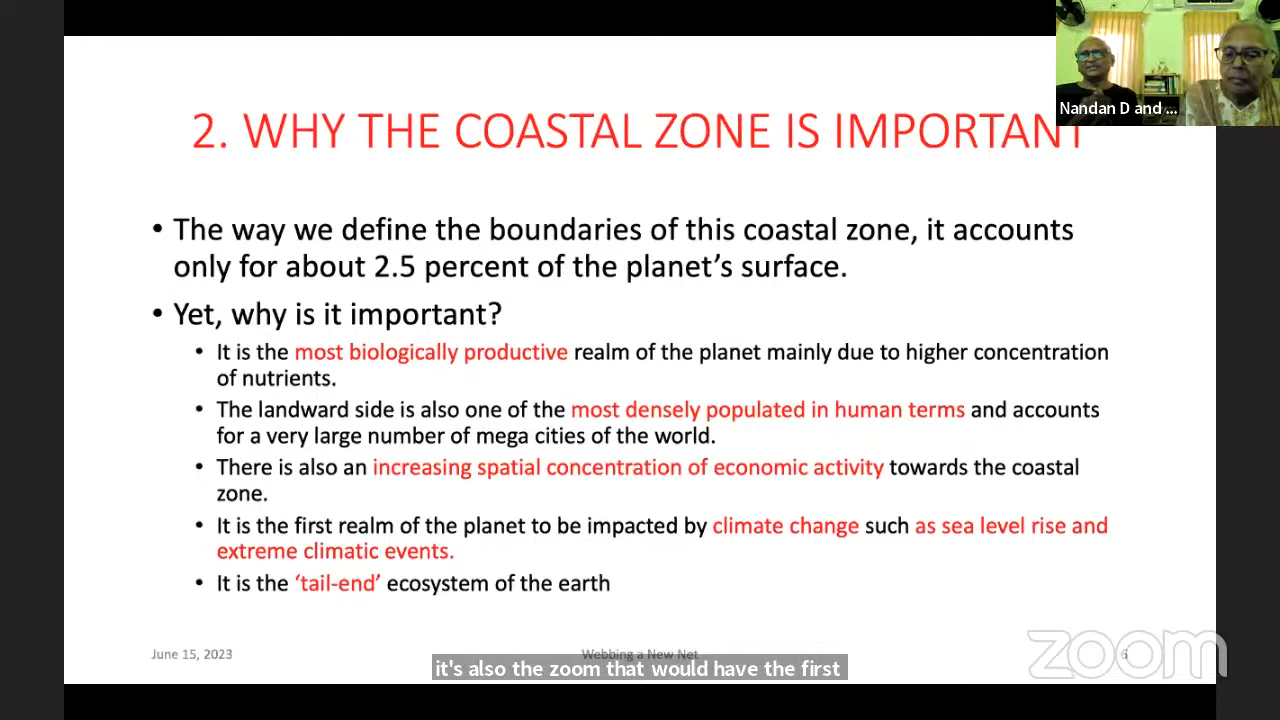 Nandan D and ...
2. WHY THE COASTAL ZONE IS IMPORTANT
• The way we define the boundaries of this coastal zone, it accounts
only for about 2.5 percent of the planet's surface.
• Yet, why is it important?
• It is the most biologically productive realm of the planet mainly due to higher concentration
of nutrients.
• The landward side is also one of the most densely populated in human terms and accounts
for a very large number of mega cities of the world.
• There is also an increasing spatial concentration of economic activity towards the coastal
zone.
• It is the first realm of the planet to be impacted by climate change such as sea level rise and
extreme climatic events.
• It is the 'tail-end' ecosystem of the earth
June 15, 2023
Webbing a New Net
6
zoom
it's also the zoom that would have the first